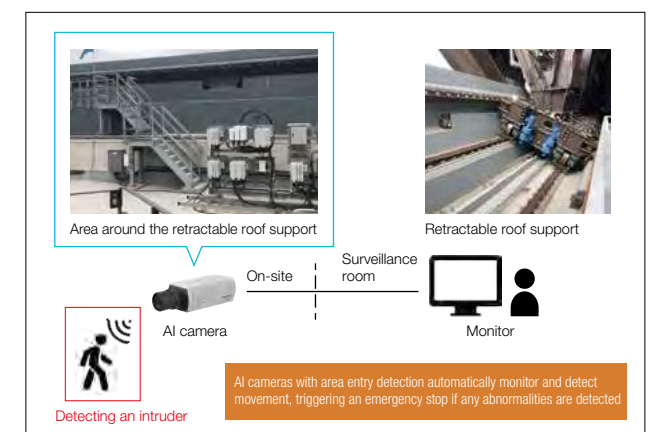 Area around the retractable roof support
Retractable roof support
On-site
Surveillance
room
AI camera
Monitor
Detecting an intruder
AI cameras with area entry detection automatically monitor and detect
movement, triggering an emergency stop if any abnormalities are detected